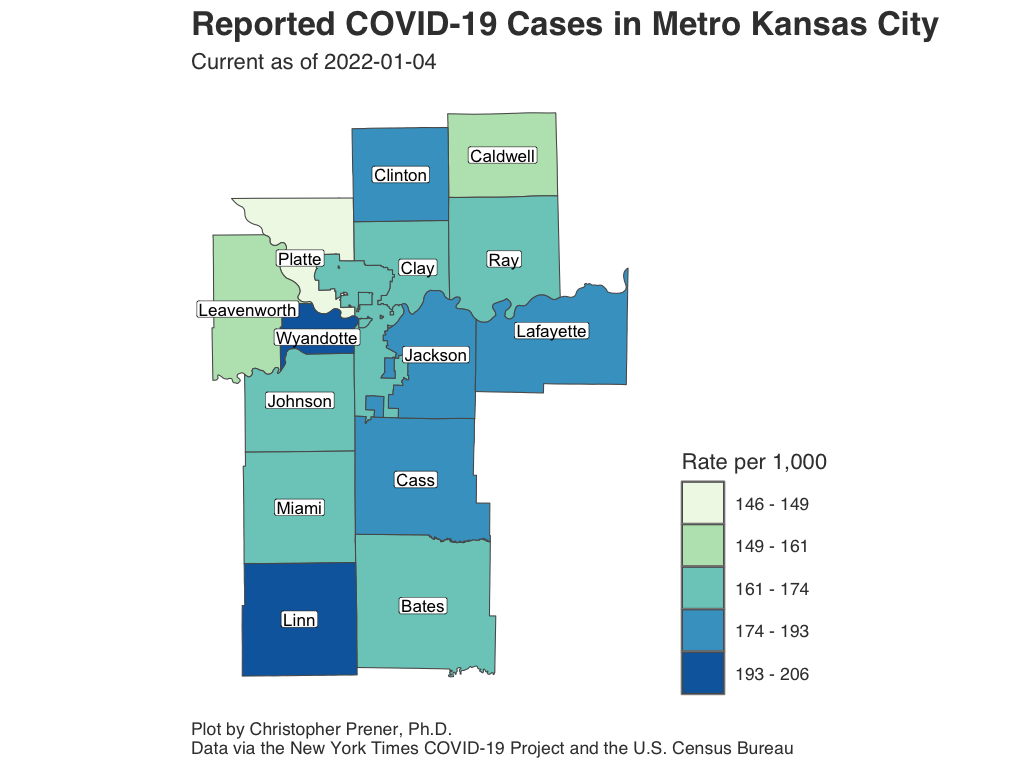 Reported COVID-19 Cases in Metro Kansas City
Current as of 2022-01-04
Caldwell
Clinton
Platte
Clay
Ray
Leavenworth
Wyandotte
Lafayette
Jackson
Johnson
Cass
Miami
Bates
Linn
Rate per 1,000
146 - 149
149 - 161
161 - 174
174 - 193
193 - 206
Plot by Christopher Prener, Ph.D.
Data via the New York Times COVID-19 Project and the U.S. Census Bureau